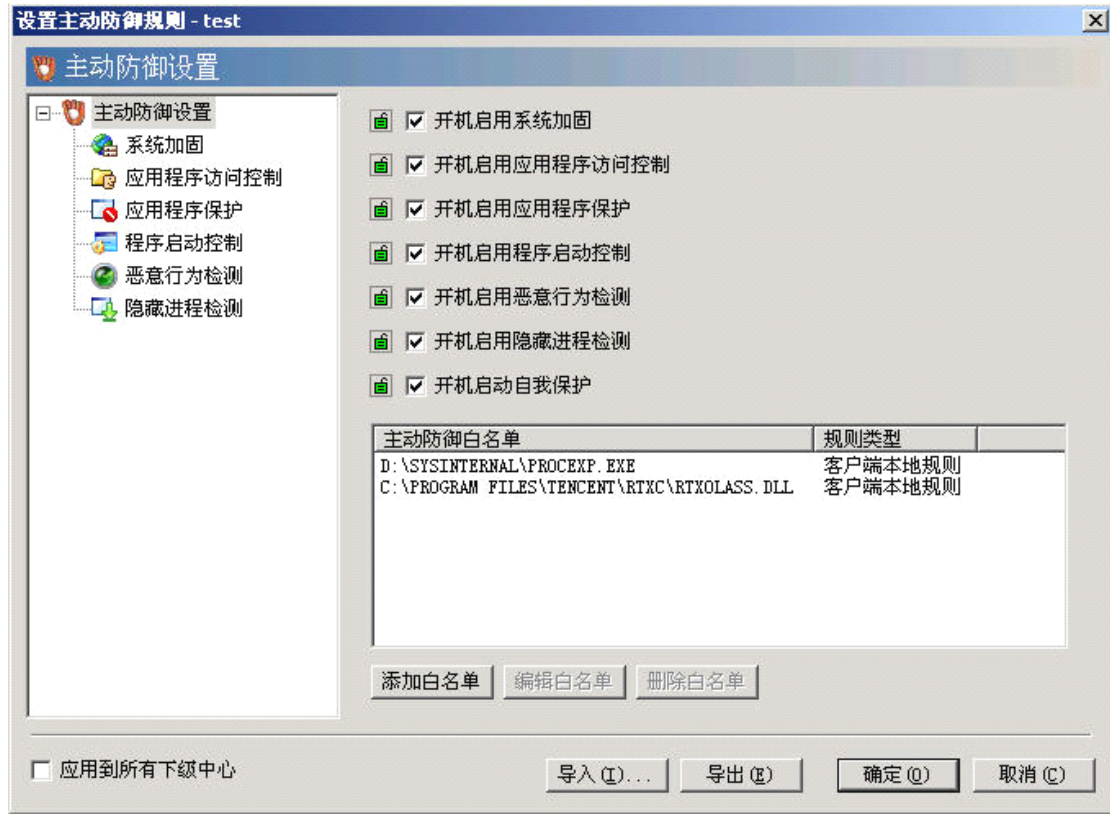 设置主动防御规则 - test
主动防御设置
主动防御设置
系统加固
应用程序访问控制
应用程序保护
程序启动控制
恶意行为检测
隐藏进程检测
开机启用系统加固
开机启用应用程序访问控制
开机启用应用程序保护
开机启用程序启动控制
开机启用恶意行为检测
开机启用隐藏进程检测
开机启动自我保护
主动防御白名单 规则类型
D:\SYSINTERNAL\PROCEXP.EXE 客户端本地规则
C:\PROGRAM FILES\TENCENT\RTXC\RTXOLASS.DLL 客户端本地规则
添加白名单 编辑白名单 删除白名单
应用到所有下级中心 导入(I)... 导出(E) 确定(O) 取消(C)